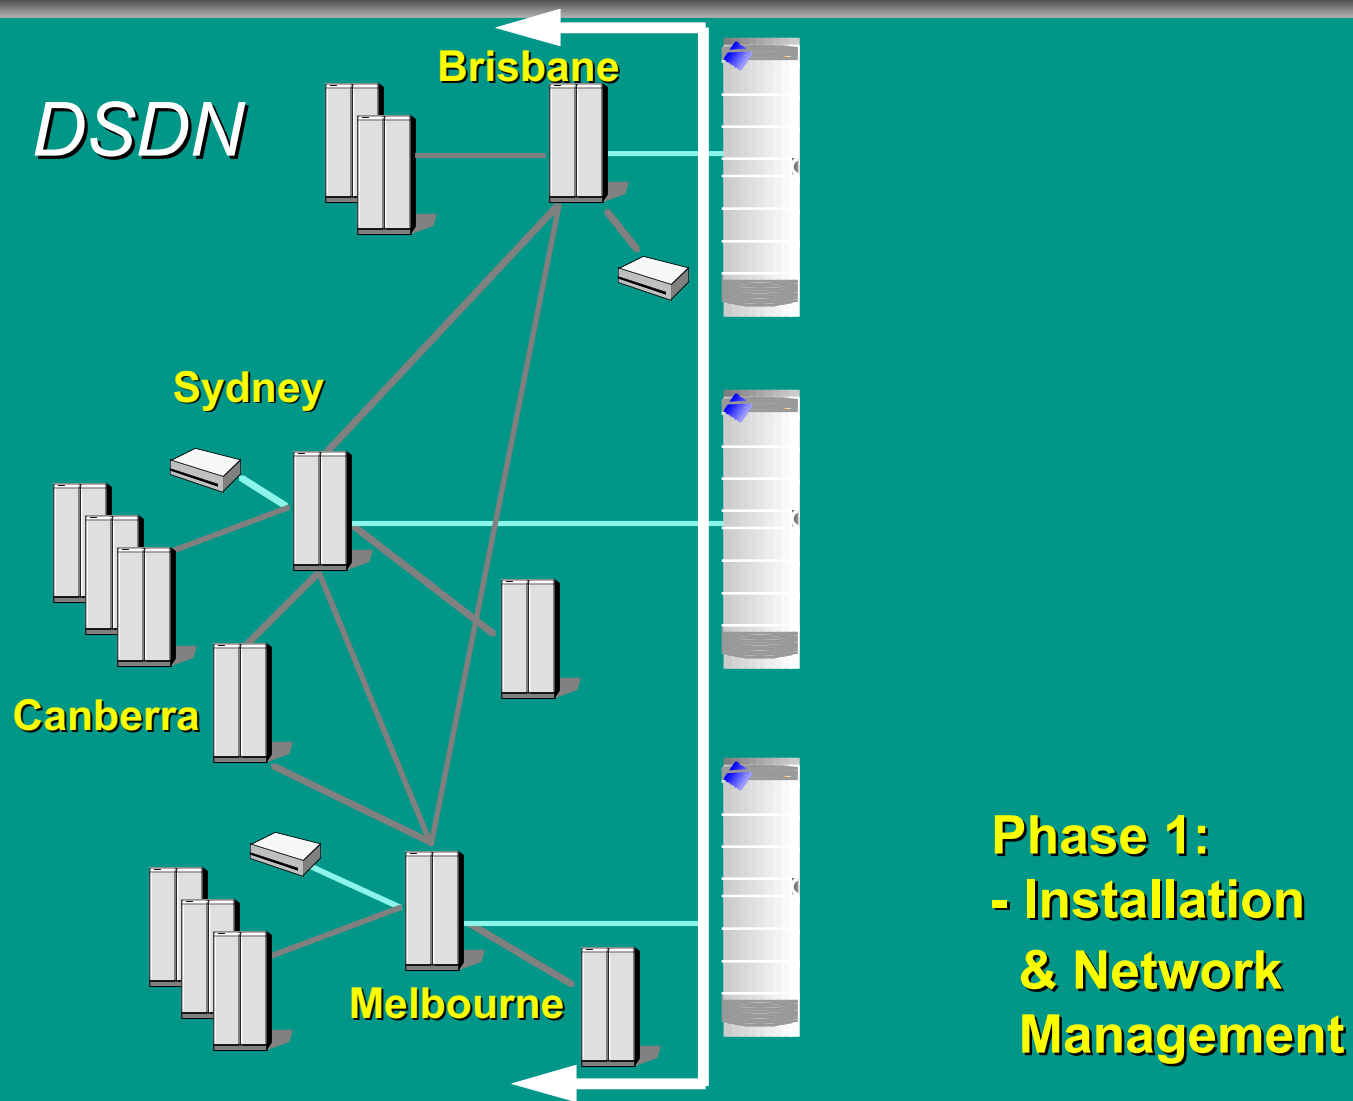 Brisbane
DSDN
Sydney
Canberra
Melbourne
Phase 1:
- Installation
& Network
Management